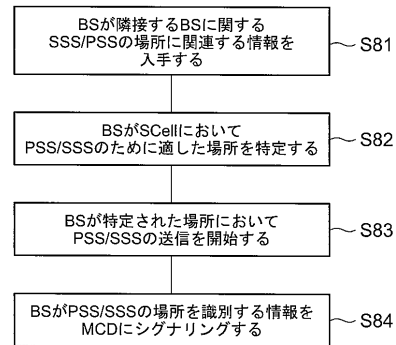 BSが隣接するBSに関する
SSS/PSSの場所に関連する情報を
入手する
S81
BSがSCellにおいて
PSS/SSSのために適した場所を特定する
S82
BSが特定された場所において
PSS/SSSの送信を開始する
S83
BSがPSS/SSSの場所を識別する情報を
MCDにシグナリングする
S84